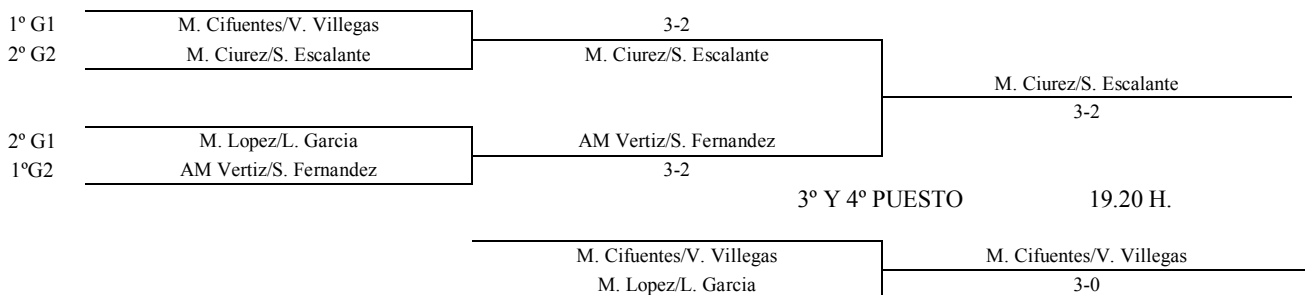 1º G1 M. Cifuentes/V. Villegas 3-2
2º G2 M. Ciurez/S. Escalante M. Ciurez/S. Escalante
M. Ciurez/S. Escalante
3-2
2º G1 M. Lopez/L. Garcia AM Vertiz/S. Fernandez
1ºG2 AM Vertiz/S. Fernandez 3-2
3º Y 4º PUESTO 19.20 H.
M. Cifuentes/V. Villegas M. Cifuentes/V. Villegas
M. Lopez/L. Garcia 3-0